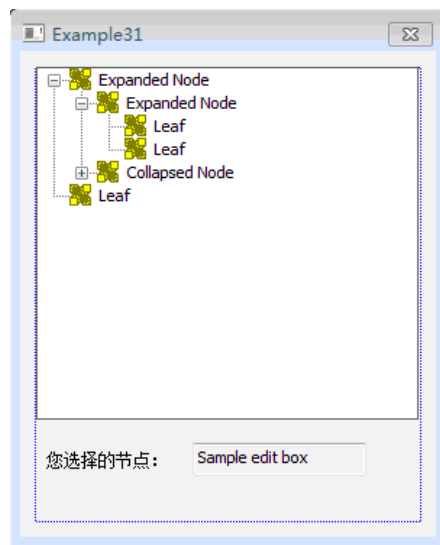 Example31
Expanded Node
Expanded Node
Leaf
Leaf
Collapsed Node
Leaf
您选择的节点： Sample edit box